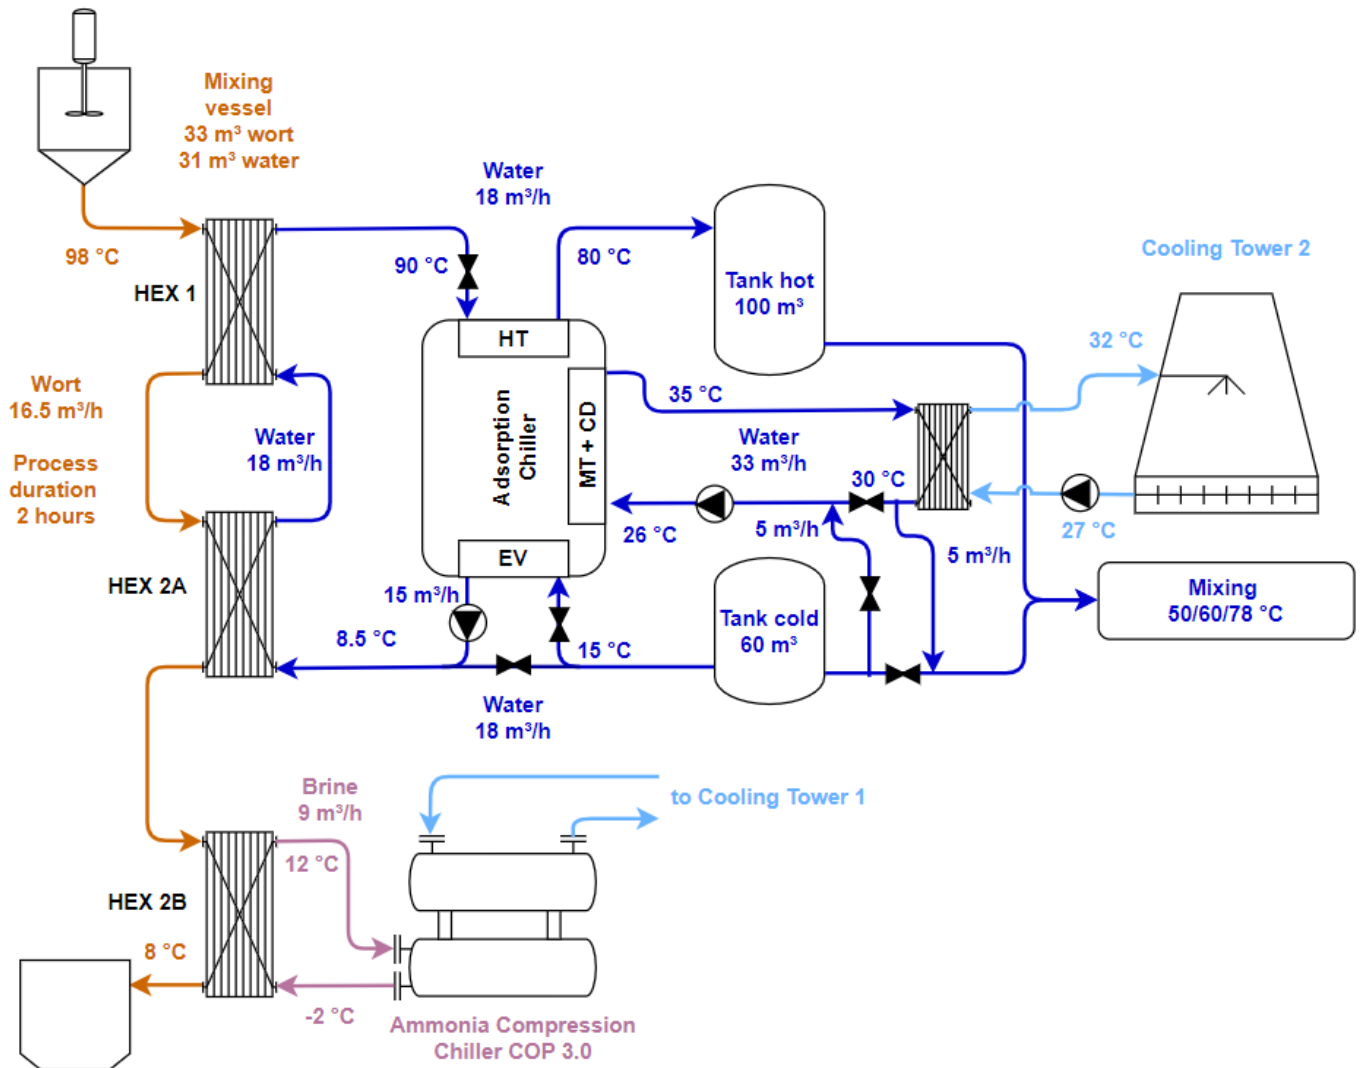 Mixing
vessel
33 m³ wort
31 m³ water
98 °C
HEX 1
Water
18 m³/h
90 °C
80 °C
HT
Tank hot
100 m³
Cooling Tower 2
32 °C
Wort
16.5 m³/h
Process
duration
2 hours
Water
18 m³/h
Adsorption
Chiller
MT + CD
35 °C
Water
33 m³/h
30 °C
26 °C
5 m³/h
5 m³/h
27 °C
HEX 2A
EV
15 m³/h
8.5 °C
15 °C
Tank cold
60 m³
Mixing
50/60/78 °C
Water
18 m³/h
Brine
9 m³/h
12 °C
to Cooling Tower 1
HEX 2B
8 °C
-2 °C
Ammonia Compression
Chiller COP 3.0